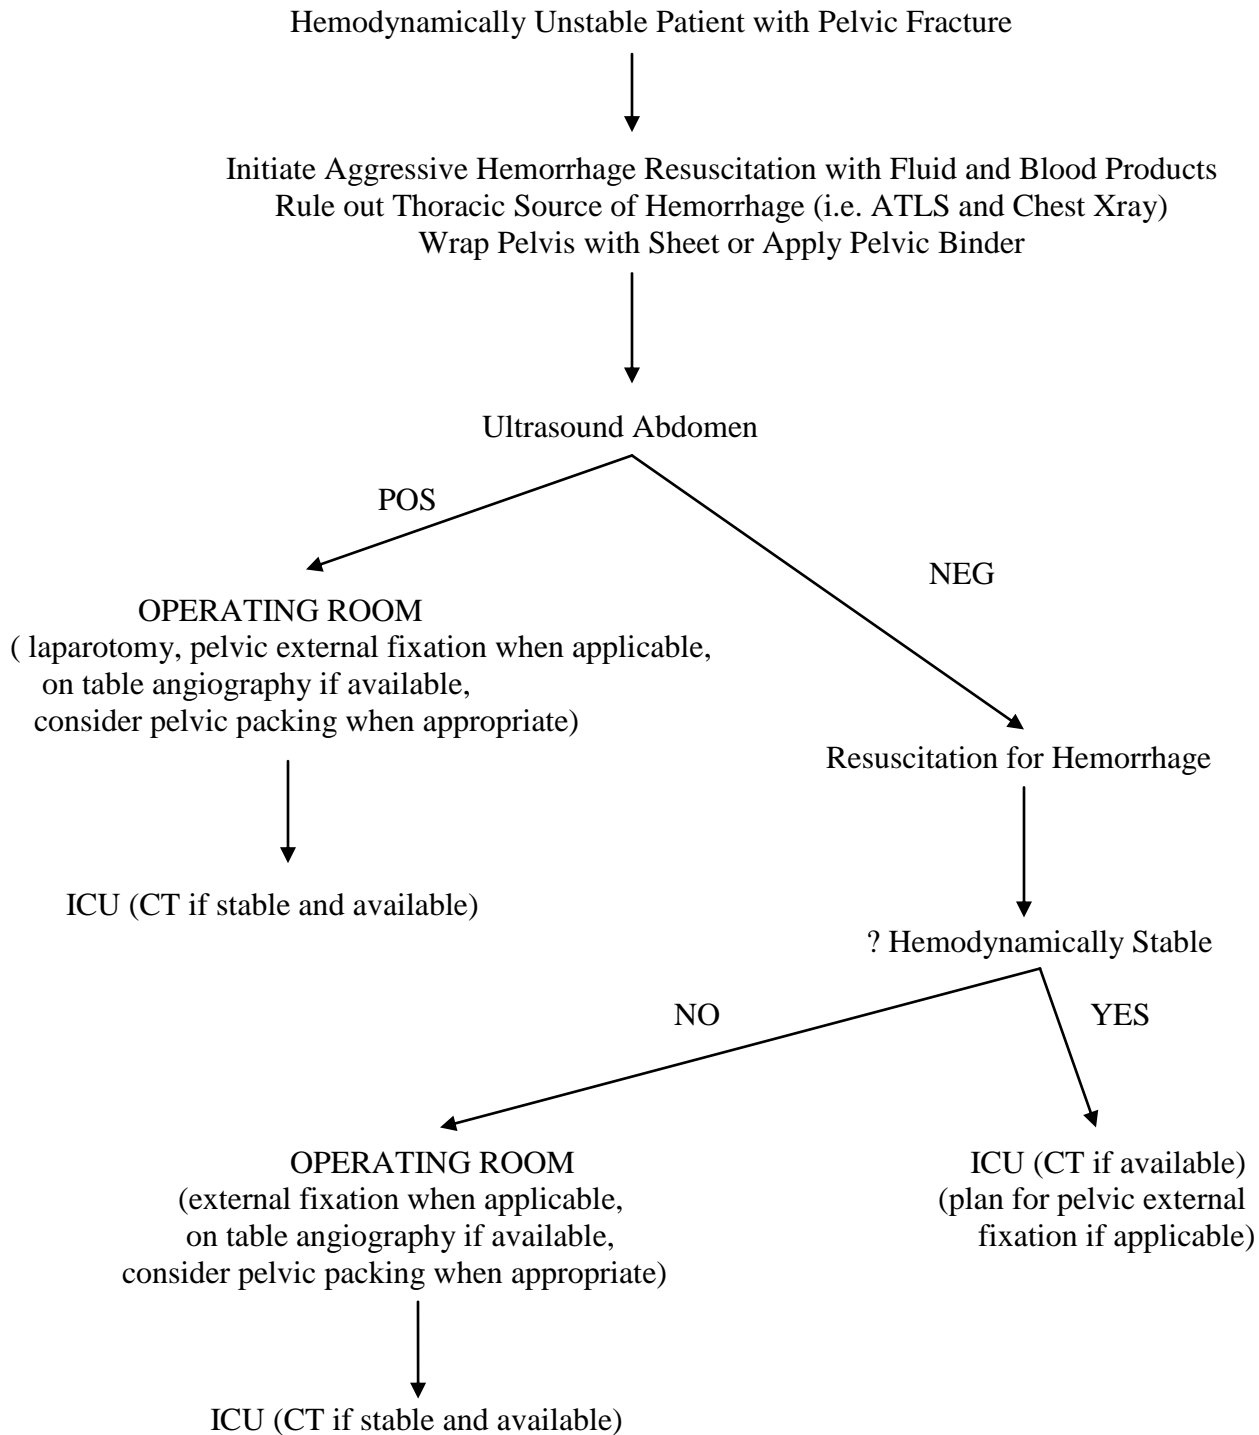 Hemodynamically Unstable Patient with Pelvic Fracture
Initiate Aggressive Hemorrhage Resuscitation with Fluid and Blood Products
Rule out Thoracic Source of Hemorrhage (i.e. ATLS and Chest Xray)
Wrap Pelvis with Sheet or Apply Pelvic Binder
Ultrasound Abdomen
POS
NEG
OPERATING ROOM
( laparotomy, pelvic external fixation when applicable,
on table angiography if available,
consider pelvic packing when appropriate)
Resuscitation for Hemorrhage
ICU (CT if stable and available)
? Hemodynamically Stable
NO
YES
OPERATING ROOM
(external fixation when applicable,
on table angiography if available,
consider pelvic packing when appropriate)
ICU (CT if available)
(plan for pelvic external
fixation if applicable)
ICU (CT if stable and available)